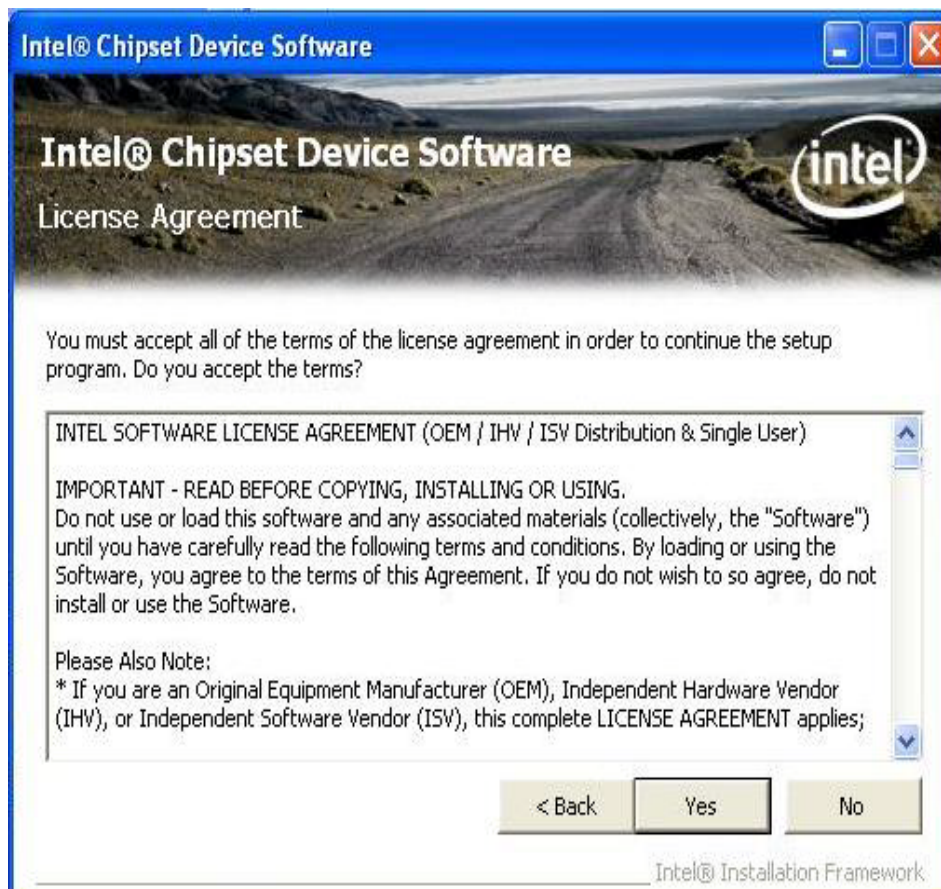 Intel® Chipset Device Software
Intel® Chipset Device Software
intel
License Agreement
You must accept all of the terms of the license agreement in order to continue the setup
program. Do you accept the terms?
INTEL SOFTWARE LICENSE AGREEMENT (OEM / IHV / ISV Distribution & Single User)
IMPORTANT - READ BEFORE COPYING, INSTALLING OR USING.
Do not use or load this software and any associated materials (collectively, the "Software")
until you have carefully read the following terms and conditions. By loading or using the
Software, you agree to the terms of this Agreement. If you do not wish to so agree, do not
install or use the Software.
Please Also Note:
* If you are an Original Equipment Manufacturer (OEM), Independent Hardware Vendor
(IHV), or Independent Software Vendor (ISV), this complete LICENSE AGREEMENT applies;
< Back
Yes
No
Intel® Installation Framework